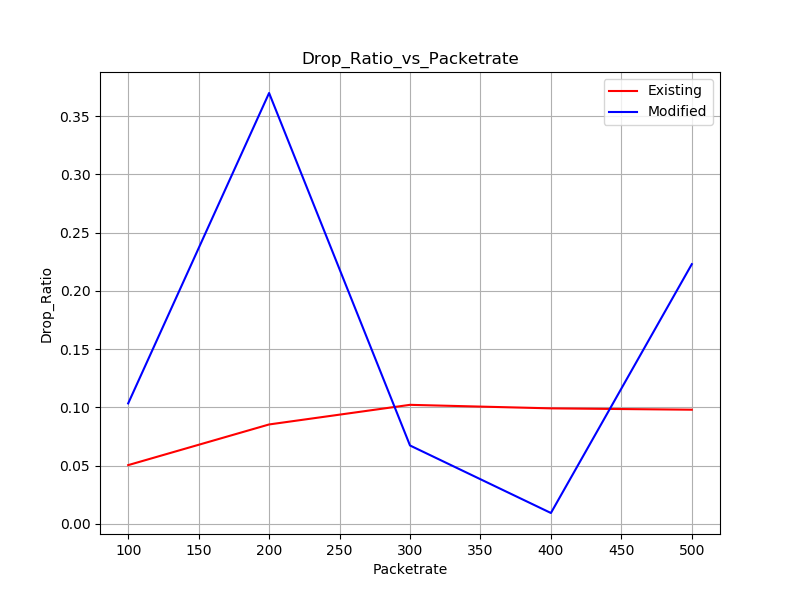 Drop_Ratio_vs_Packetrate
Existing
Modified
Drop_Ratio
0.35
0.30
0.25
0.20
0.15
0.10
0.05
0.00
100 150 200 250 300 350 400 450 500
Packetrate